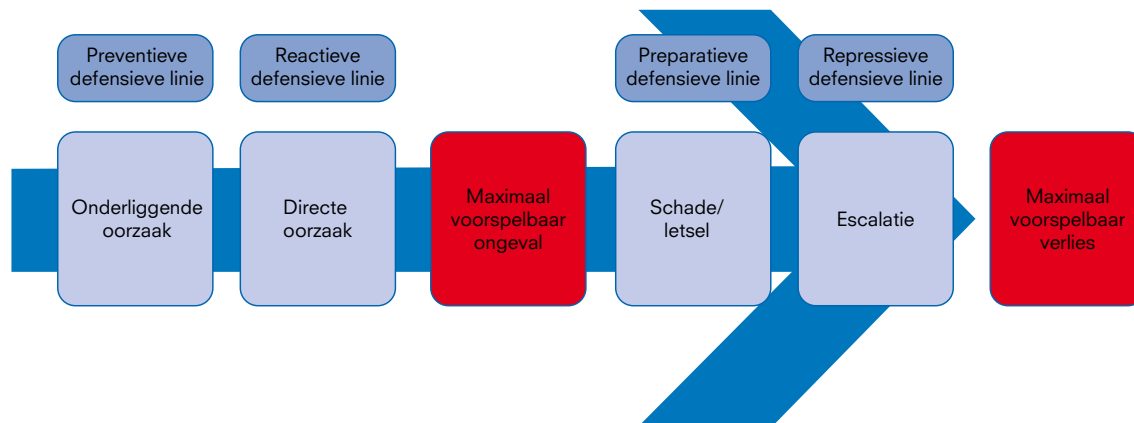 Preventieve
defensieve linie
Reactieve
defensieve linie
Preparatieve
defensieve linie
Repressieve
defensieve linie
Onderliggende
oorzaak
Directe
oorzaak
Maximaal
voorspelbaar
ongeval
Schade/
letsel
Escalatie
Maximaal
voorspelbaar
verlies